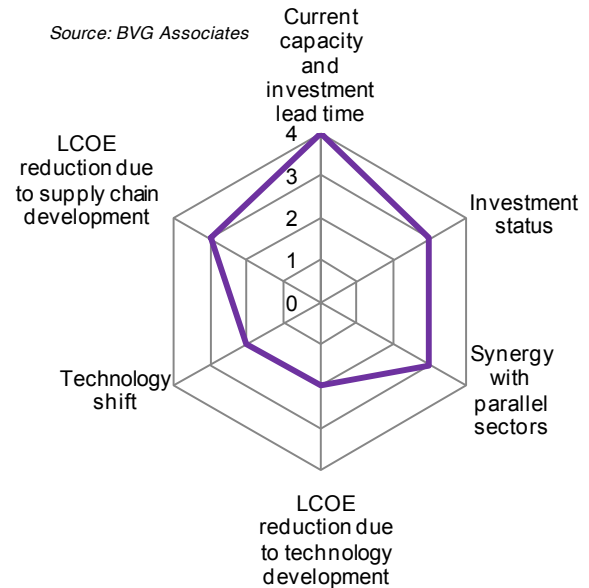 Source: BVG Associates
Current
capacity
and
investment
lead time
LCOE
reduction due
to supply chain
development
4
3
2
1
0
Investment
status
Technology
shift
Synergy
with
parallel
sectors
LCOE
reduction due
to technology
development